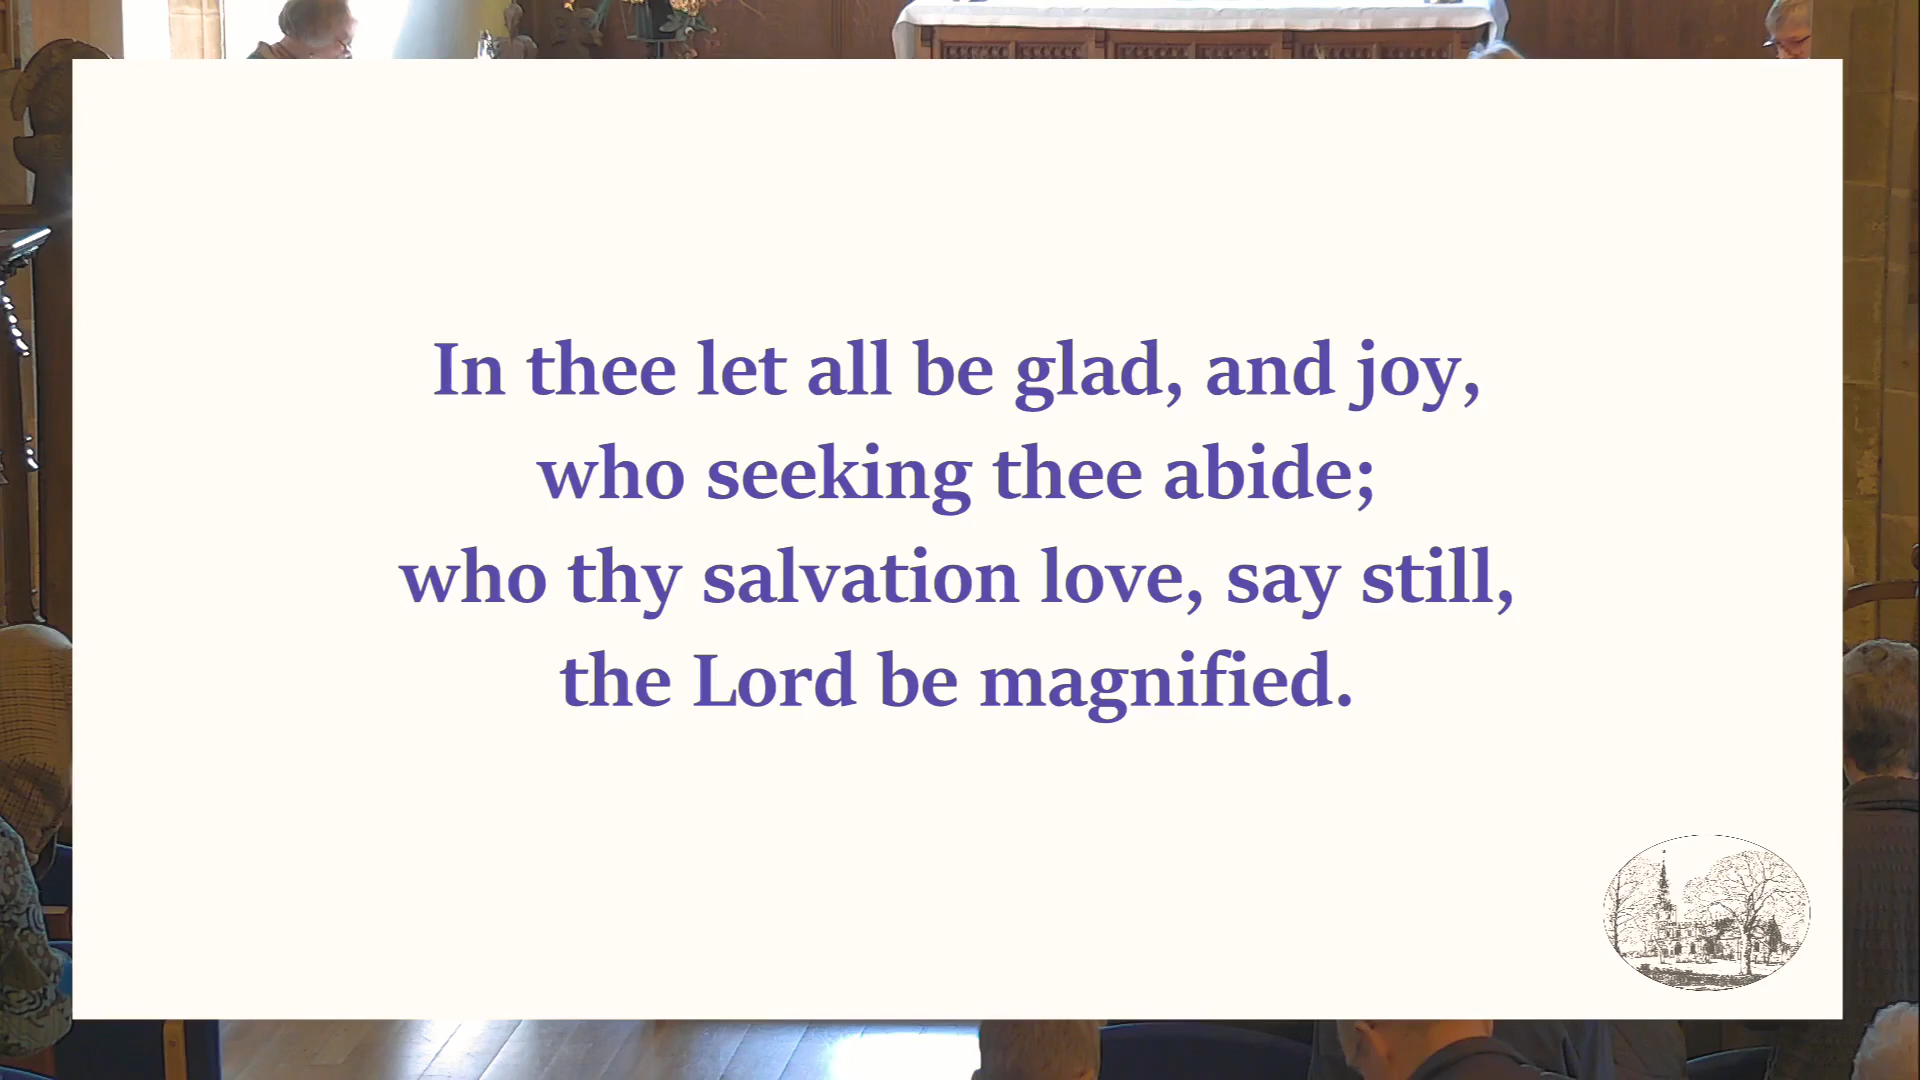 In thee let all be glad, and joy,
who seeking thee abide;
who thy salvation love, say still,
the Lord be magnified.